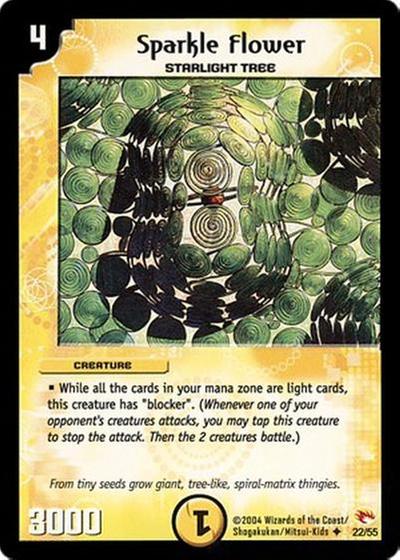 4
Sparkle Flower
STARLIGHT TREE
CREATURE
▪ While all the cards in your mana zone are light cards,
this creature has "blocker". (Whenever one of your
opponent's creatures attacks, you may tap this creature
to stop the attack. Then the 2 creatures battle.)
From tiny seeds grow giant, tree-like, spiral-matrix thingies.
3000
1
©2004 Wizards of the Coast/
Shogakukan/Mitsui-Kids ✦ 22/55